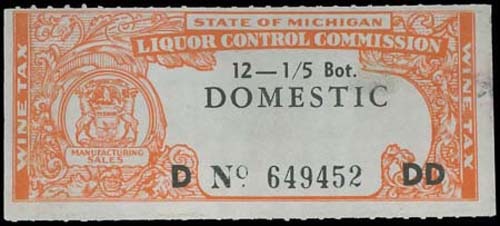 STATE OF MICHIGAN
LIQUOR CONTROL COMMISSION
WINE TAX
12—1/5 Bot.
DOMESTIC
MANUFACTURING
SALES
D Nº 649452 DD
WINE TAX